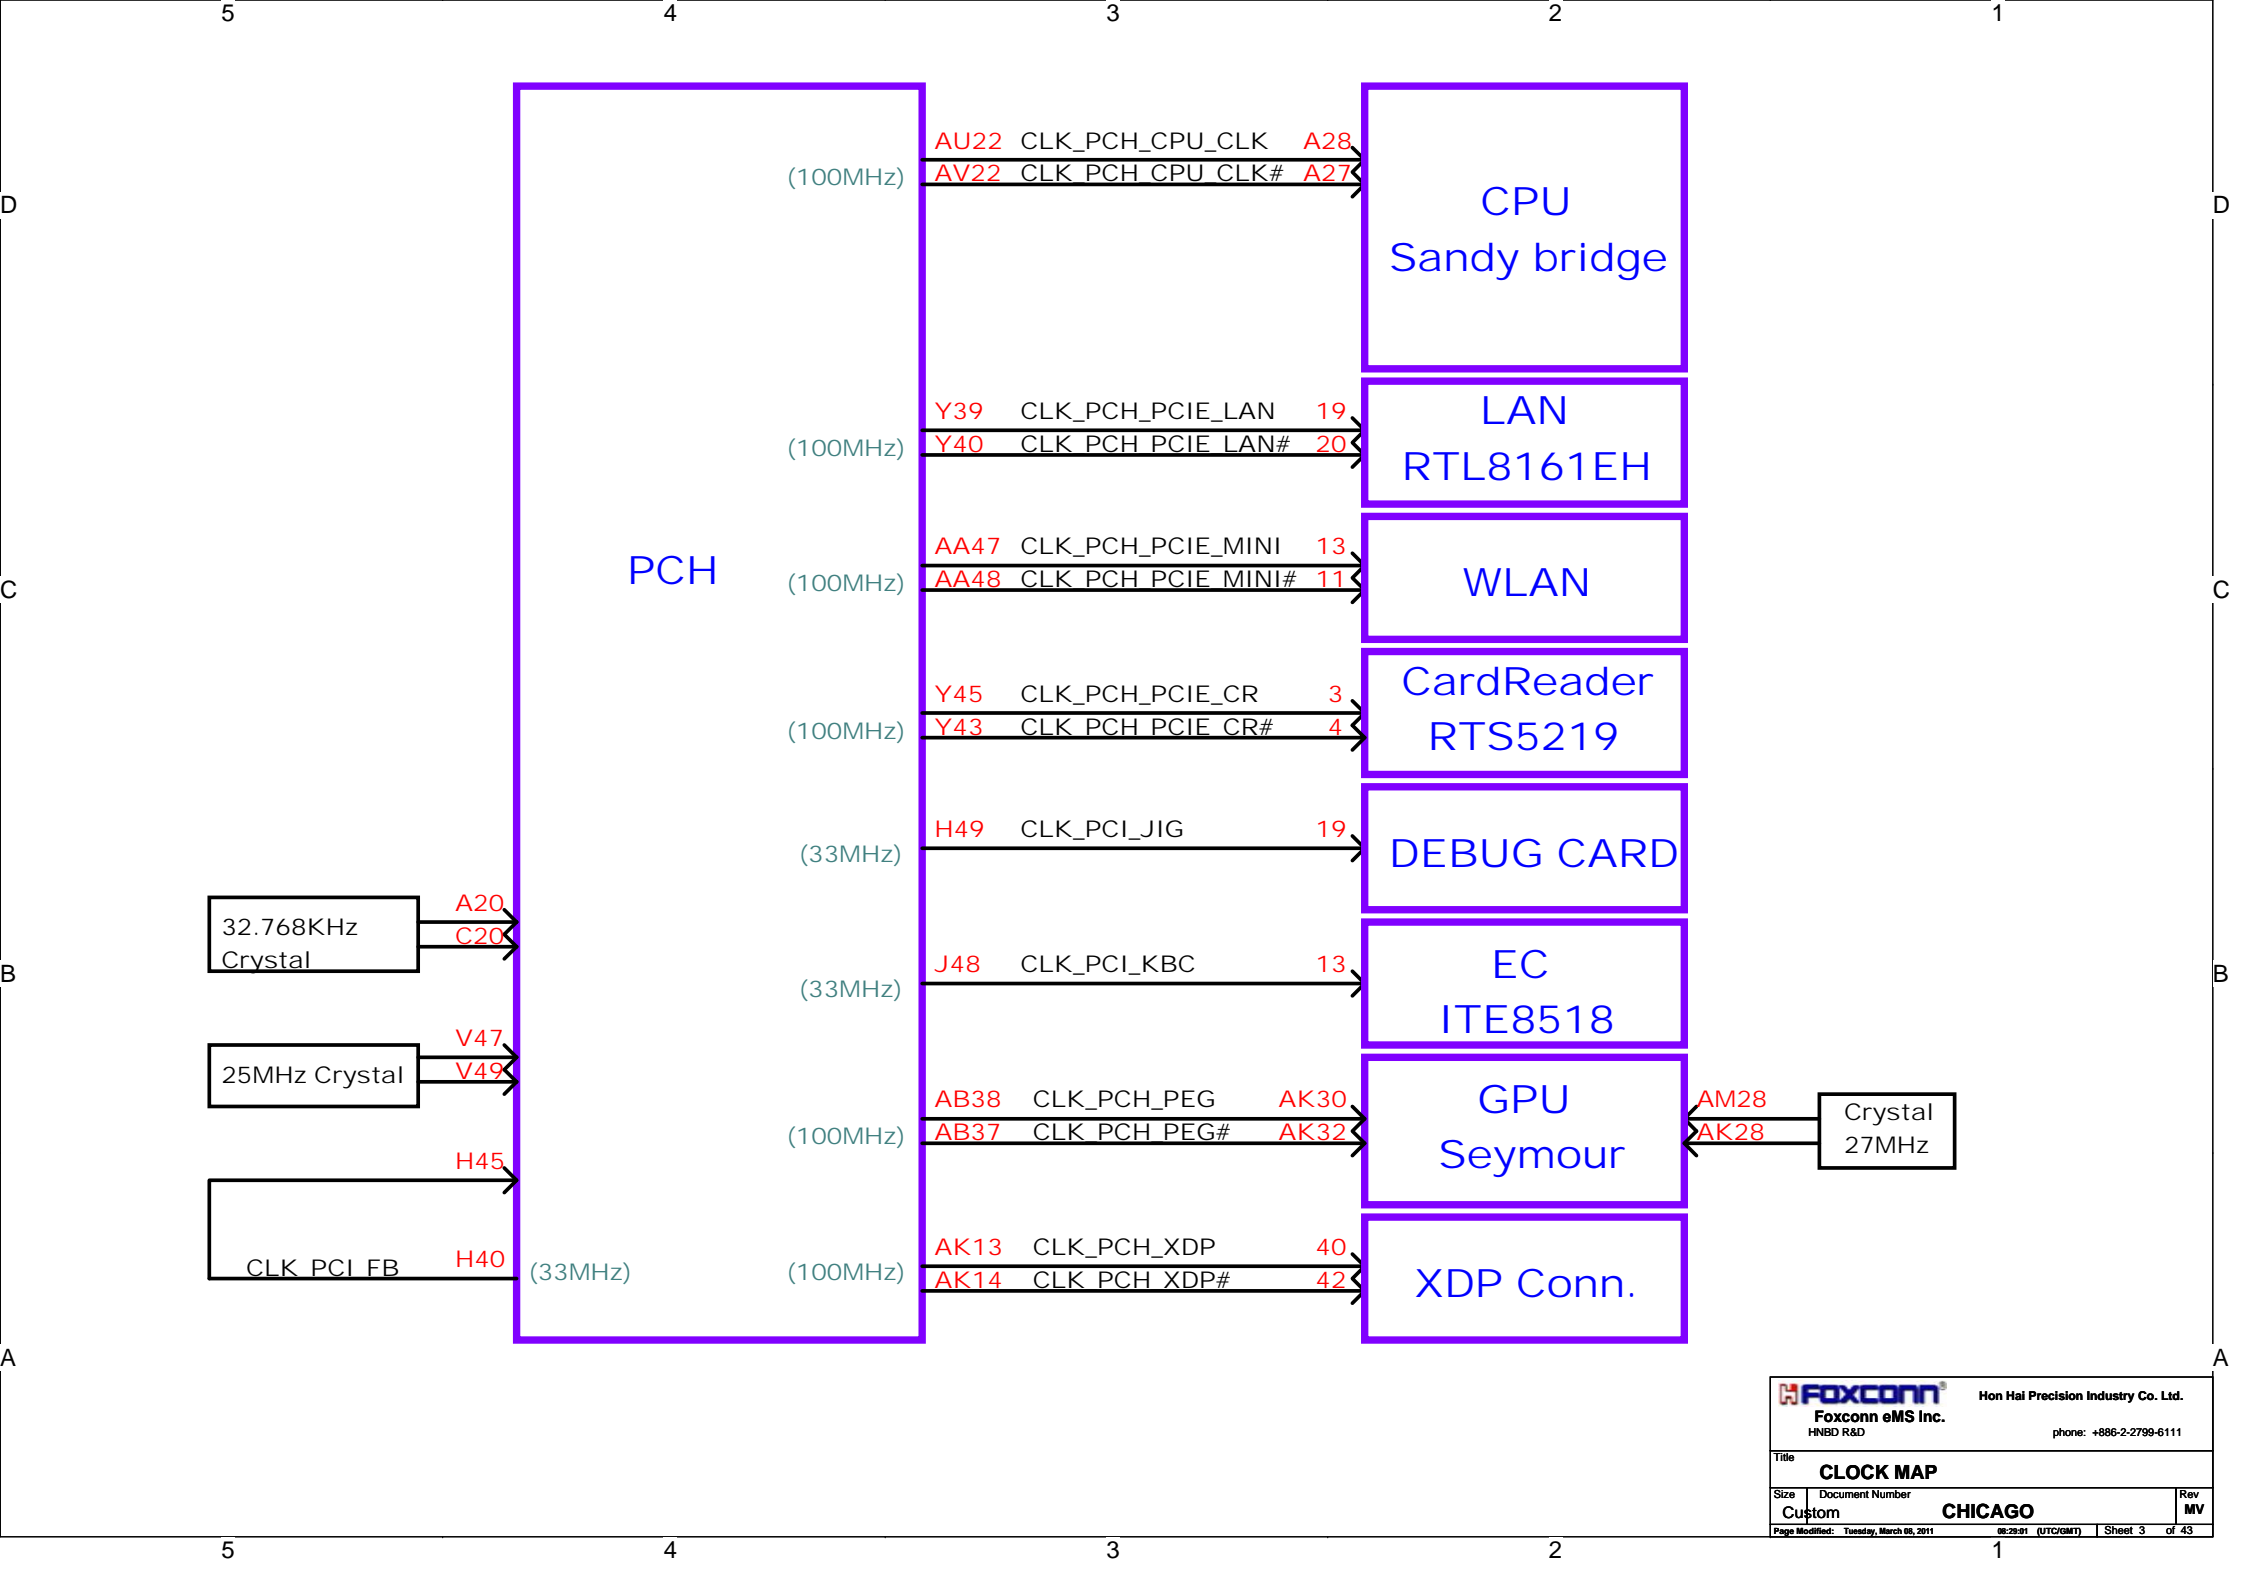 5 4 3 2 1
D D
C C
B B
A A
PCH
(100MHz)
AU22 CLK_PCH_CPU_CLK A28
AV22 CLK_PCH_CPU_CLK# A27
CPU
Sandy bridge
(100MHz)
Y39 CLK_PCH_PCIE_LAN 19
Y40 CLK_PCH_PCIE_LAN# 20
LAN
RTL8161EH
(100MHz)
AA47 CLK_PCH_PCIE_MINI 13
AA48 CLK_PCH_PCIE_MINI# 11
WLAN
(100MHz)
Y45 CLK_PCH_PCIE_CR 3
Y43 CLK_PCH_PCIE_CR# 4
CardReader
RTS5219
(33MHz)
H49 CLK_PCI_JIG 19
DEBUG CARD
32.768KHz
Crystal
A20
C20
(33MHz)
J48 CLK_PCI_KBC 13
EC
ITE8518
25MHz Crystal
V47
V49
(100MHz)
AB38 CLK_PCH_PEG AK30
AB37 CLK_PCH_PEG# AK32
GPU
Seymour
AM28
AK28
Crystal
27MHz
H45
CLK_PCI_FB H40 (33MHz)
(100MHz)
AK13 CLK_PCH_XDP 40
AK14 CLK_PCH_XDP# 42
XDP Conn.
FOXCONN®
Hon Hai Precision Industry Co. Ltd.
Foxconn eMS Inc.
HNBD R&D
phone: +886-2-2799-6111
Title
CLOCK MAP
Size Document Number Rev
Custom CHICAGO MV
Page Modified: Tuesday, March 08, 2011 08:29:01 (UTC/GMT) Sheet 3 of 43
5 4 3 2 1